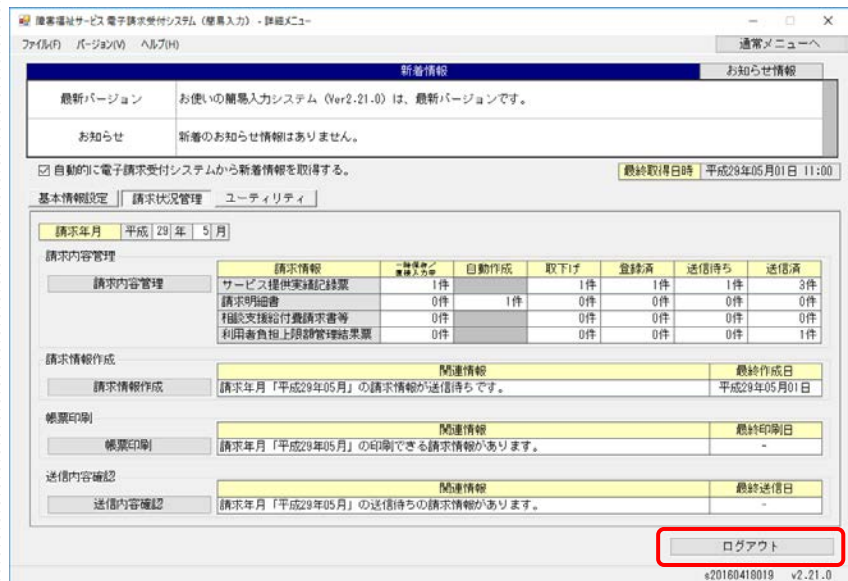 障害福祉サービス 電子請求受付システム (簡易入力) - 詳細メニュー
ファイル(F) バージョン(V) ヘルプ(H) 通常メニューへ
新着情報 お知らせ情報
最新バージョン お使いの簡易入力システム (Ver2.21.0) は、最新バージョンです。
お知らせ 新着のお知らせ情報はありません。
自動的に電子請求受付システムから新着情報を取得する。 最終取得日時 平成29年05月01日 11:00
基本情報設定 請求状況管理 ユーティリティ
請求年月 平成 29 年 5 月
請求内容管理
請求情報 一時保存/直接入力中 自動作成 取下げ 登録済 送信待ち 送信済
請求内容管理 サービス提供実績記録票 1件 1件 1件 1件 3件
請求明細書 0件 1件 0件 0件 0件 0件
相談支援給付費請求書等 0件 0件 0件 0件 0件
利用者負担上限額管理結果票 0件 0件 0件 0件 1件
請求情報作成
関連情報 最終作成日
請求情報作成 請求年月「平成29年05月」の請求情報が送信待ちです。 平成29年05月01日
帳票印刷
関連情報 最終印刷日
帳票印刷 請求年月「平成29年05月」の印刷できる請求情報があります。 -
送信内容確認
関連情報 最終送信日
送信内容確認 請求年月「平成29年05月」の送信待ちの請求情報があります。 -
ログアウト
s20160418019 v2.21.0